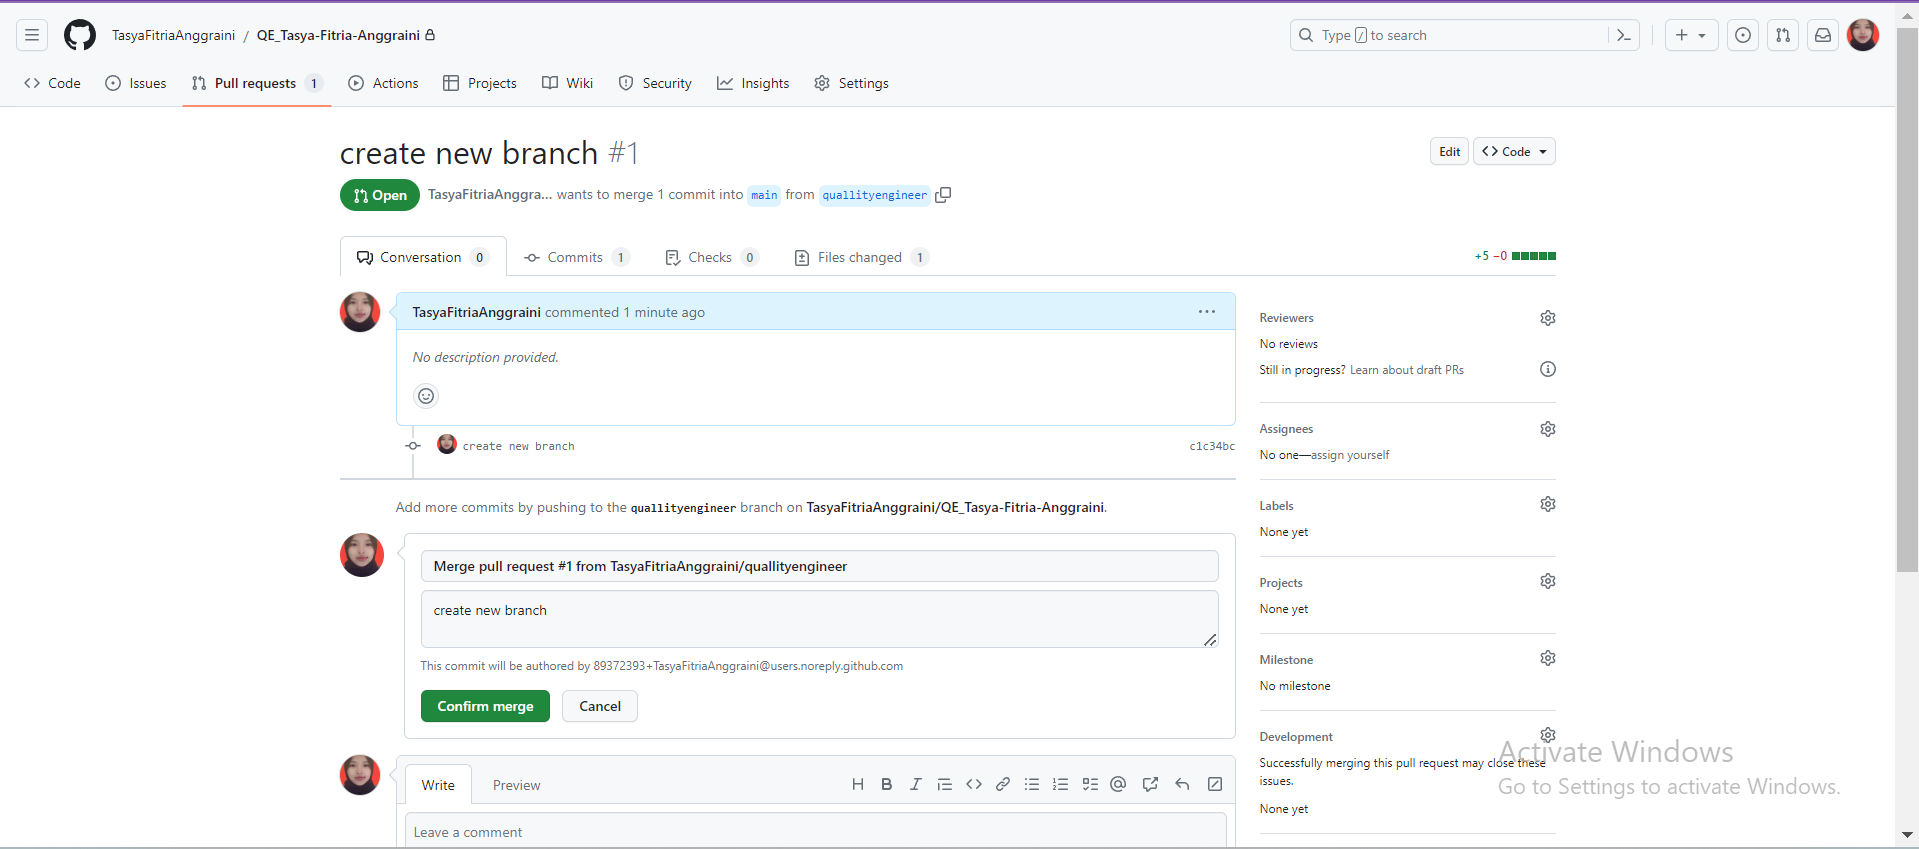 TasyaFitriaAnggraini / QE_Tasya-Fitria-Anggraini
Type / to search
Code Issues Pull requests 1 Actions Projects Wiki Security Insights Settings
create new branch #1
Edit Code
Open TasyaFitriaAnggra... wants to merge 1 commit into main from quallityengineer
Conversation 0 Commits 1 Checks 0 Files changed 1
+5 −0
TasyaFitriaAnggraini commented 1 minute ago
No description provided.
create new branch c1c34bc
Add more commits by pushing to the quallityengineer branch on TasyaFitriaAnggraini/QE_Tasya-Fitria-Anggraini.
Merge pull request #1 from TasyaFitriaAnggraini/quallityengineer
create new branch
This commit will be authored by 89372393+TasyaFitriaAnggraini@users.noreply.github.com
Confirm merge Cancel
Write Preview
Leave a comment
Reviewers
No reviews
Still in progress? Learn about draft PRs
Assignees
No one—assign yourself
Labels
None yet
Projects
None yet
Milestone
No milestone
Development
Successfully merging this pull request may close these
issues.
None yet
Activate Windows
Go to Settings to activate Windows.